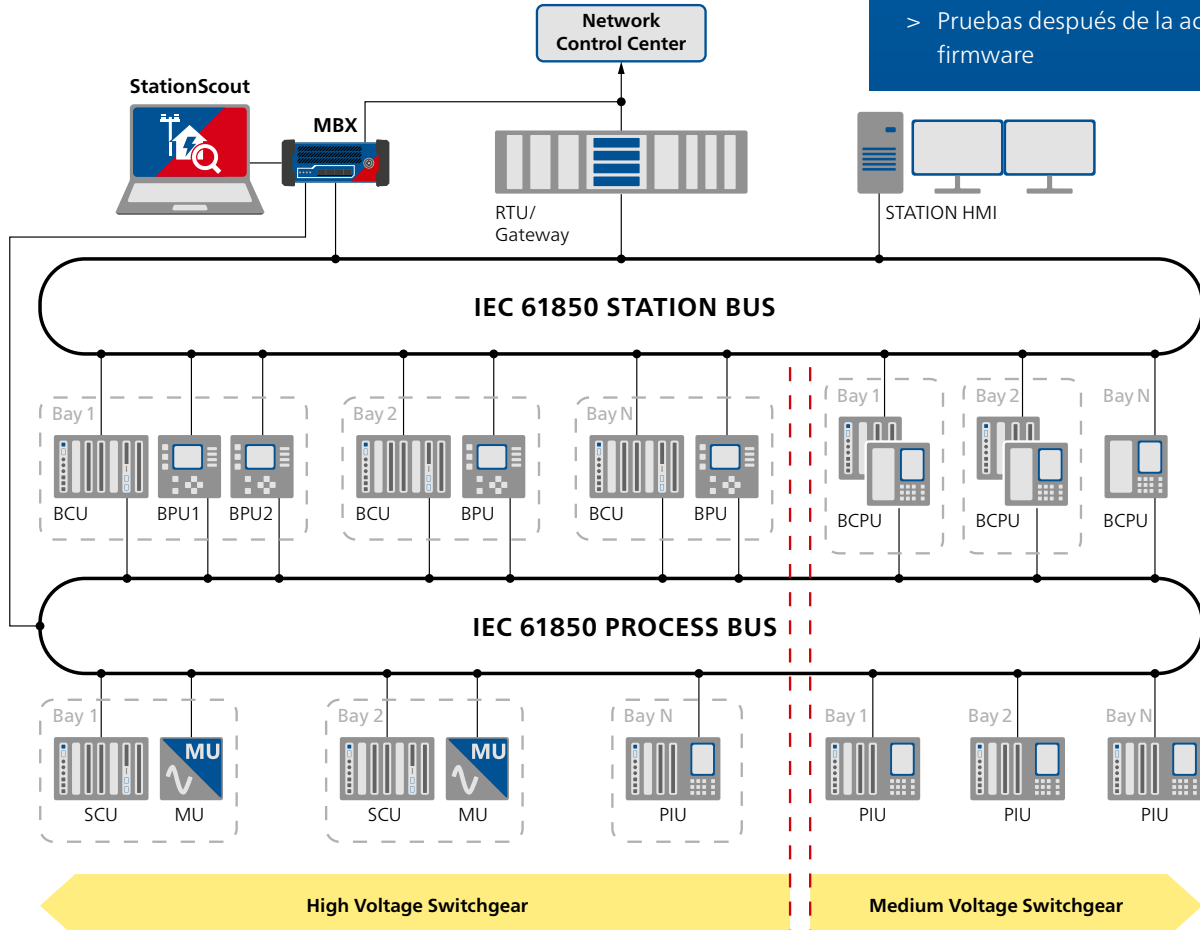 > Pruebas después de la
firmware
Network
Control Center
StationScout
MBX
RTU/
Gateway
STATION HMI
IEC 61850 STATION BUS
Bay 1
Bay 2
Bay N
Bay 1
Bay 2
Bay N
BCU
BPU1
BPU2
BCU
BPU
BCU
BPU
BCPU
BCPU
BCPU
IEC 61850 PROCESS BUS
Bay 1
Bay 2
Bay N
Bay 1
Bay 2
Bay N
MU
MU
SCU
MU
SCU
MU
PIU
PIU
PIU
PIU
High Voltage Switchgear
Medium Voltage Switchgear